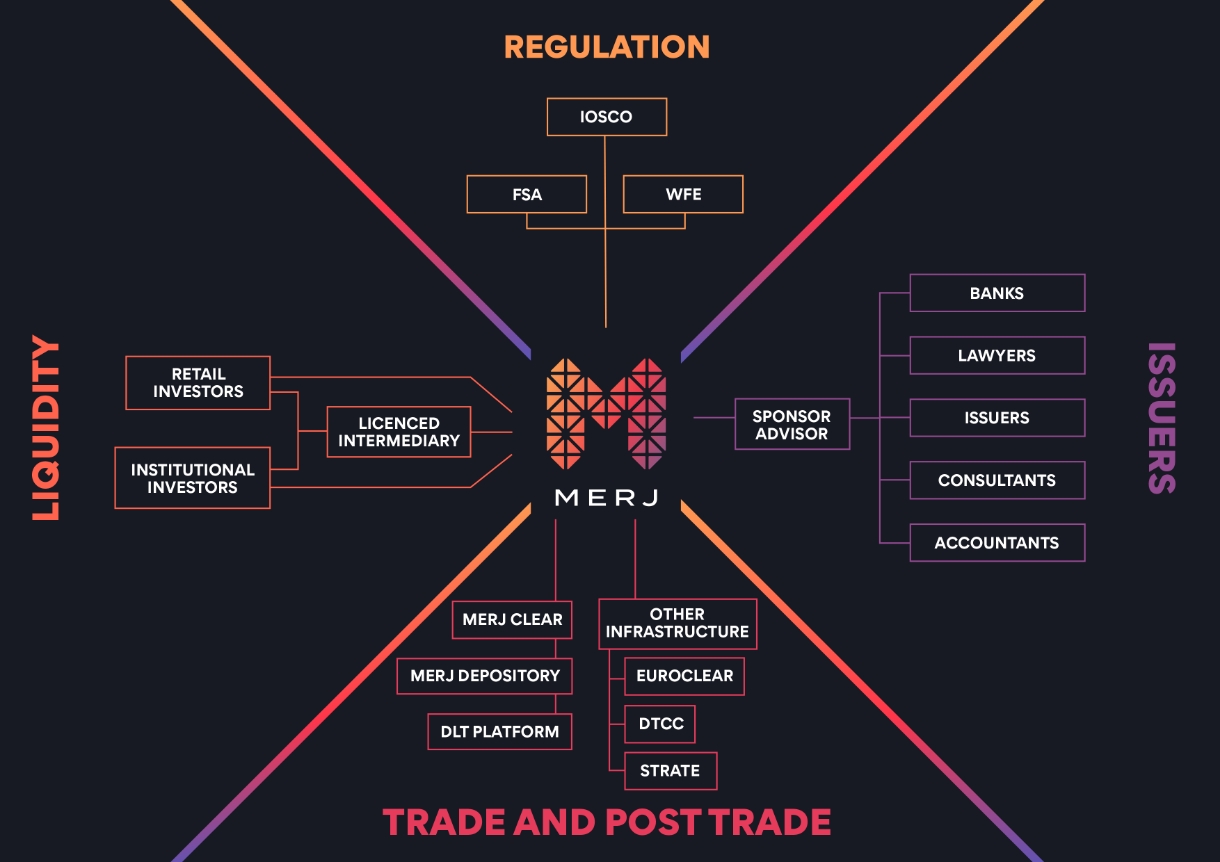 REGULATION
IOSCO
FSA
WFE
LIQUIDITY
RETAIL
INVESTORS
LICENCED
INTERMEDIARY
INSTITUTIONAL
INVESTORS
MERJ
SPONSOR
ADVISOR
BANKS
LAWYERS
ISSUERS
CONSULTANTS
ACCOUNTANTS
ISSUERS
MERJ CLEAR
MERJ DEPOSITORY
DLT PLATFORM
OTHER
INFRASTRUCTURE
EUROCLEAR
DTCC
STRATE
TRADE AND POST TRADE